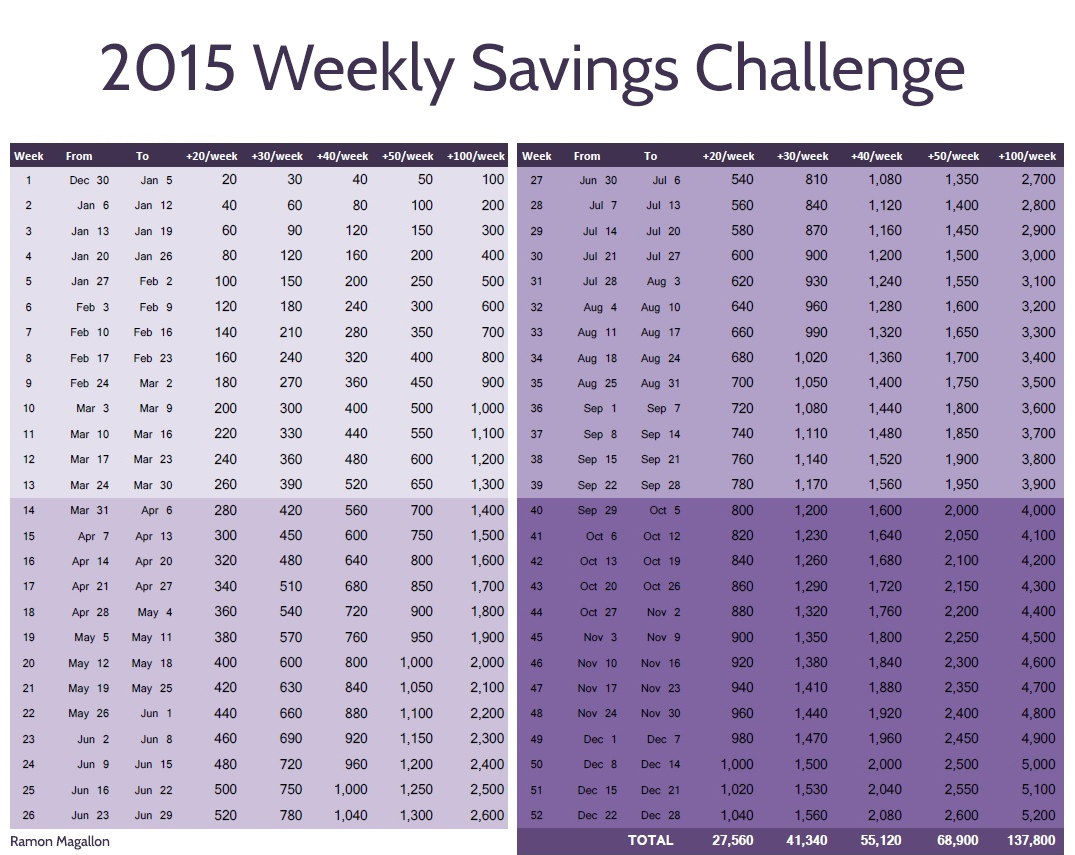 2015 Weekly Savings Challenge
Week From To +20/week +30/week +40/week +50/week +100/week
1 Dec 30 Jan 5 20 30 40 50 100
2 Jan 6 Jan 12 40 60 80 100 200
3 Jan 13 Jan 19 60 90 120 150 300
4 Jan 20 Jan 26 80 120 160 200 400
5 Jan 27 Feb 2 100 150 200 250 500
6 Feb 3 Feb 9 120 180 240 300 600
7 Feb 10 Feb 16 140 210 280 350 700
8 Feb 17 Feb 23 160 240 320 400 800
9 Feb 24 Mar 2 180 270 360 450 900
10 Mar 3 Mar 9 200 300 400 500 1,000
11 Mar 10 Mar 16 220 330 440 550 1,100
12 Mar 17 Mar 23 240 360 480 600 1,200
13 Mar 24 Mar 30 260 390 520 650 1,300
14 Mar 31 Apr 6 280 420 560 700 1,400
15 Apr 7 Apr 13 300 450 600 750 1,500
16 Apr 14 Apr 20 320 480 640 800 1,600
17 Apr 21 Apr 27 340 510 680 850 1,700
18 Apr 28 May 4 360 540 720 900 1,800
19 May 5 May 11 380 570 760 950 1,900
20 May 12 May 18 400 600 800 1,000 2,000
21 May 19 May 25 420 630 840 1,050 2,100
22 May 26 Jun 1 440 660 880 1,100 2,200
23 Jun 2 Jun 8 460 690 920 1,150 2,300
24 Jun 9 Jun 15 480 720 960 1,200 2,400
25 Jun 16 Jun 22 500 750 1,000 1,250 2,500
26 Jun 23 Jun 29 520 780 1,040 1,300 2,600
Ramon Magallon
Week From To +20/week +30/week +40/week +50/week +100/week
27 Jun 30 Jul 6 540 810 1,080 1,350 2,700
28 Jul 7 Jul 13 560 840 1,120 1,400 2,800
29 Jul 14 Jul 20 580 870 1,160 1,450 2,900
30 Jul 21 Jul 27 600 900 1,200 1,500 3,000
31 Jul 28 Aug 3 620 930 1,240 1,550 3,100
32 Aug 4 Aug 10 640 960 1,280 1,600 3,200
33 Aug 11 Aug 17 660 990 1,320 1,650 3,300
34 Aug 18 Aug 24 680 1,020 1,360 1,700 3,400
35 Aug 25 Aug 31 700 1,050 1,400 1,750 3,500
36 Sep 1 Sep 7 720 1,080 1,440 1,800 3,600
37 Sep 8 Sep 14 740 1,110 1,480 1,850 3,700
38 Sep 15 Sep 21 760 1,140 1,520 1,900 3,800
39 Sep 22 Sep 28 780 1,170 1,560 1,950 3,900
40 Sep 29 Oct 5 800 1,200 1,600 2,000 4,000
41 Oct 6 Oct 12 820 1,230 1,640 2,050 4,100
42 Oct 13 Oct 19 840 1,260 1,680 2,100 4,200
43 Oct 20 Oct 26 860 1,290 1,720 2,150 4,300
44 Oct 27 Nov 2 880 1,320 1,760 2,200 4,400
45 Nov 3 Nov 9 900 1,350 1,800 2,250 4,500
46 Nov 10 Nov 16 920 1,380 1,840 2,300 4,600
47 Nov 17 Nov 23 940 1,410 1,880 2,350 4,700
48 Nov 24 Nov 30 960 1,440 1,920 2,400 4,800
49 Dec 1 Dec 7 980 1,470 1,960 2,450 4,900
50 Dec 8 Dec 14 1,000 1,500 2,000 2,500 5,000
51 Dec 15 Dec 21 1,020 1,530 2,040 2,550 5,100
52 Dec 22 Dec 28 1,040 1,560 2,080 2,600 5,200
TOTAL 27,560 41,340 55,120 68,900 137,800